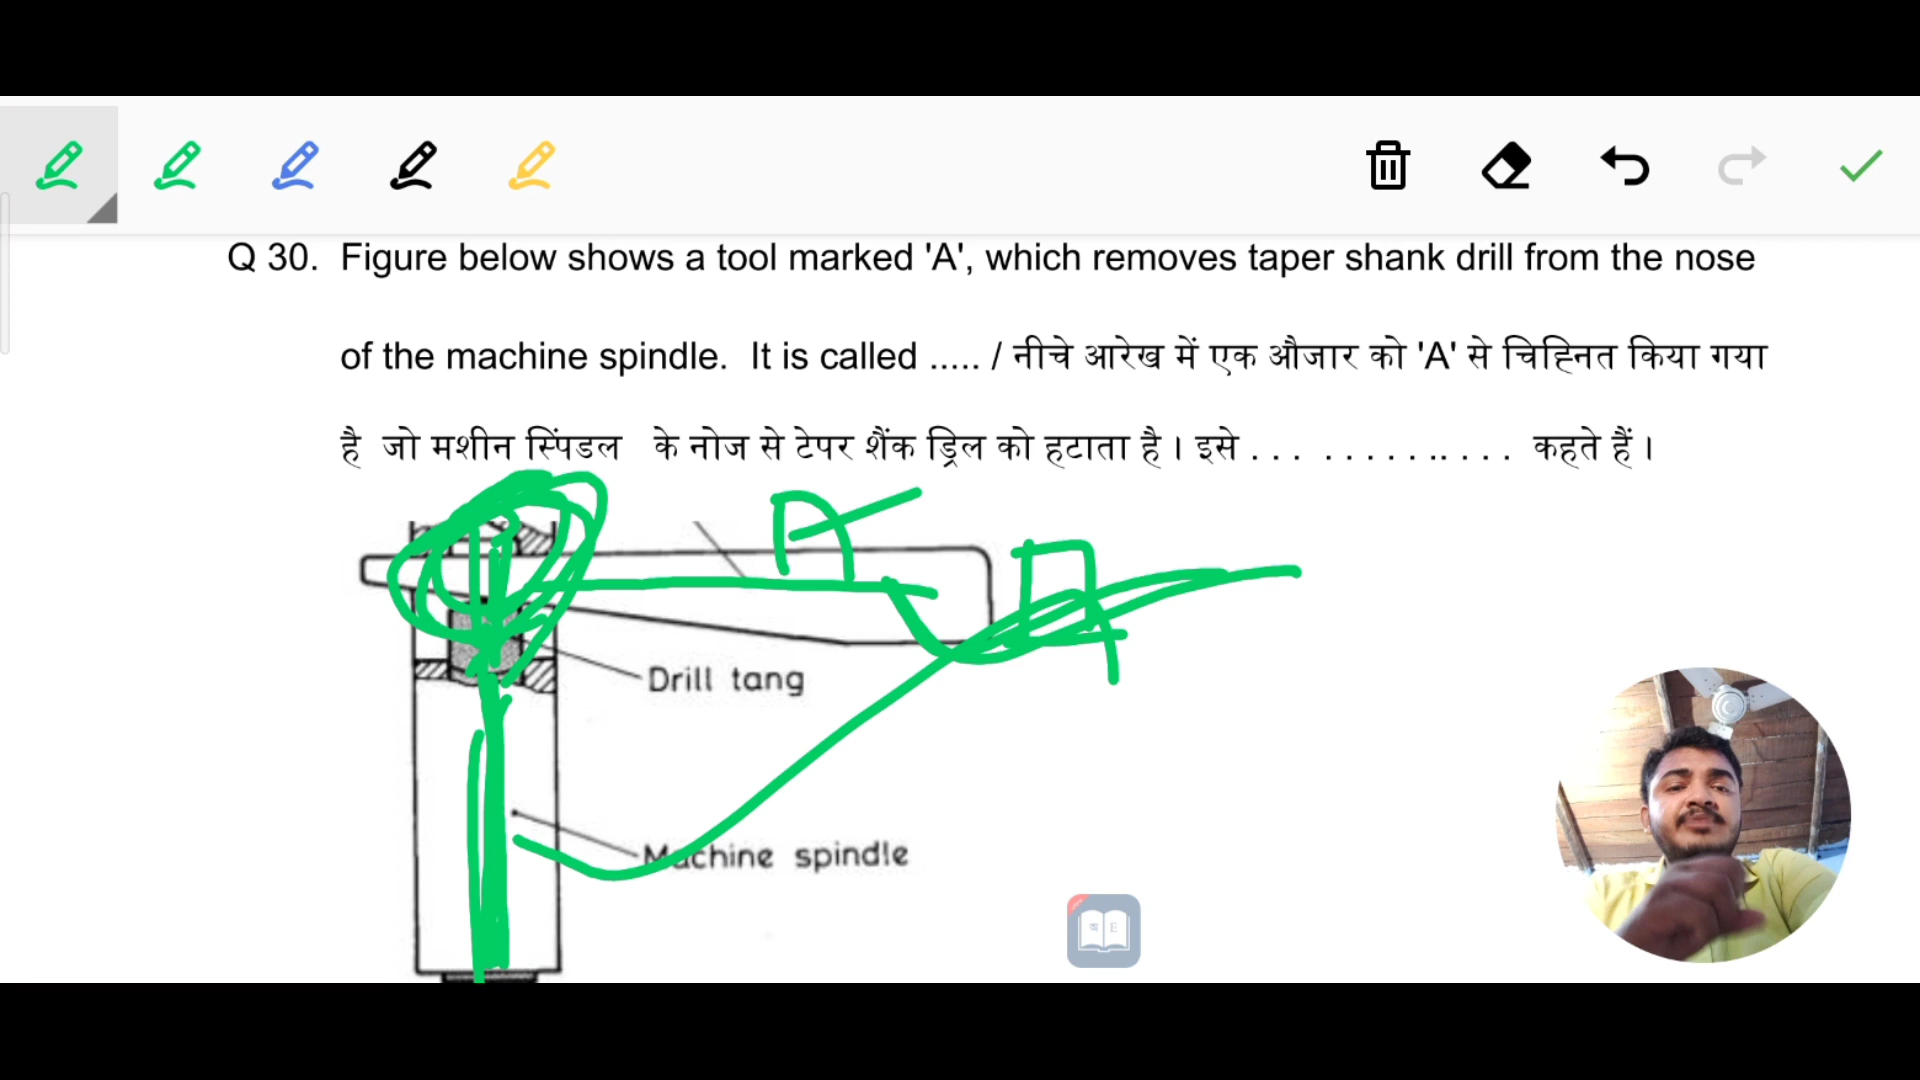 Q 30. Figure below shows a tool marked 'A', which removes taper shank drill from the nose
of the machine spindle. It is called ..... / नीचे आरेख में एक औजार को 'A' से चिह्नित किया गया
है जो मशीन स्पिंडल के नोज से टेपर शैंक ड्रिल को हटाता है । इसे . . . . . . . . . .. . . . कहते हैं ।
Drill tang
Machine spindle